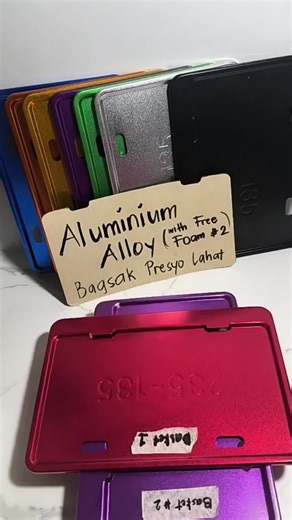 Aluminium
Alloy (with Free Foam #2)
Bagsak Presyo Lahat
235-135
Basket 1
Basket #2